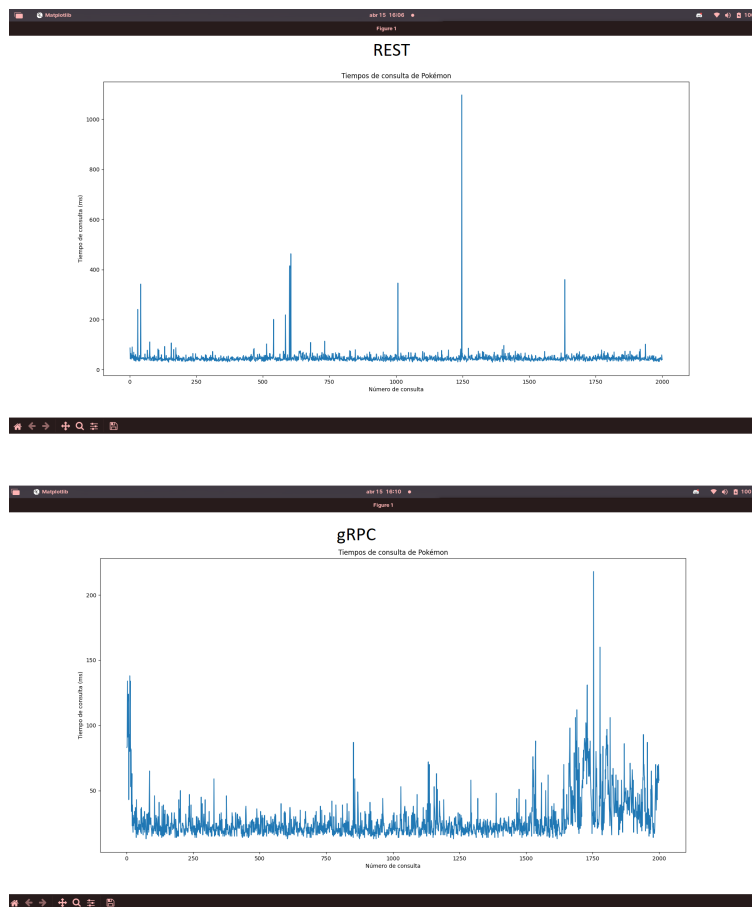 Matplotlib
abr 15 16:06
100
Figure 1
REST
Tiempos de consulta de Pokémon
Tiempo de consulta (ms)
1000
800
600
400
200
0
0 250 500 750 1000 1250 1500 1750 2000
Número de consulta
Matplotlib
abr 15 16:10
100
Figure 1
gRPC
Tiempos de consulta de Pokémon
Tiempo de consulta (ms)
200
150
100
50
0 250 500 750 1000 1250 1500 1750 2000
Número de consulta